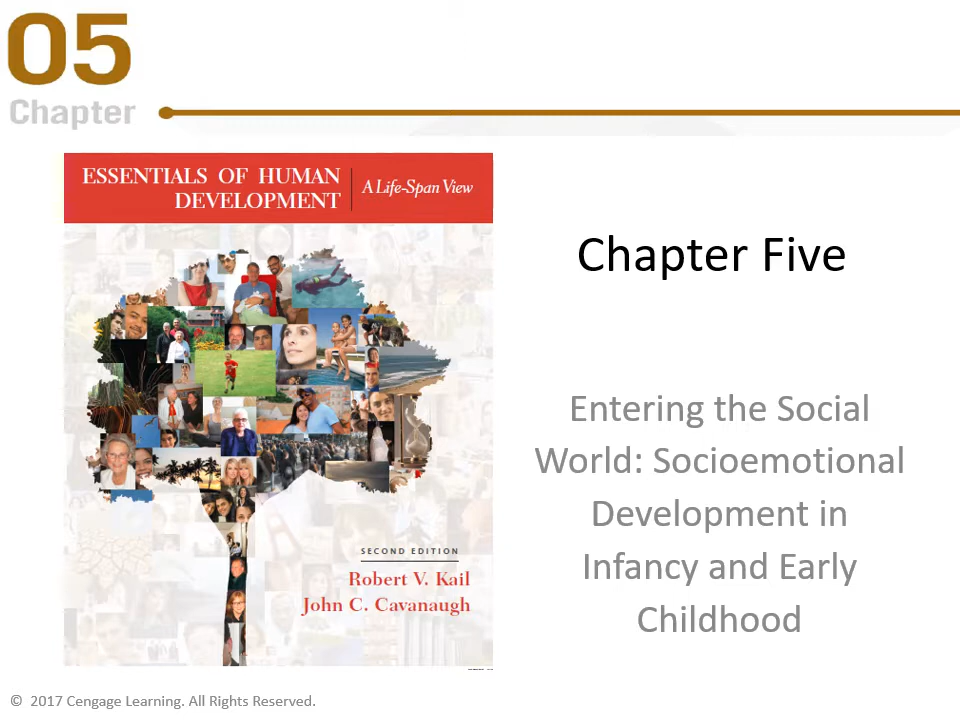 05
Chapter
ESSENTIALS OF HUMAN
DEVELOPMENT
A Life-Span View
SECOND EDITION
Robert V. Kail
John C. Cavanaugh
Chapter Five
Entering the Social
World: Socioemotional
Development in
Infancy and Early
Childhood
© 2017 Cengage Learning. All Rights Reserved.